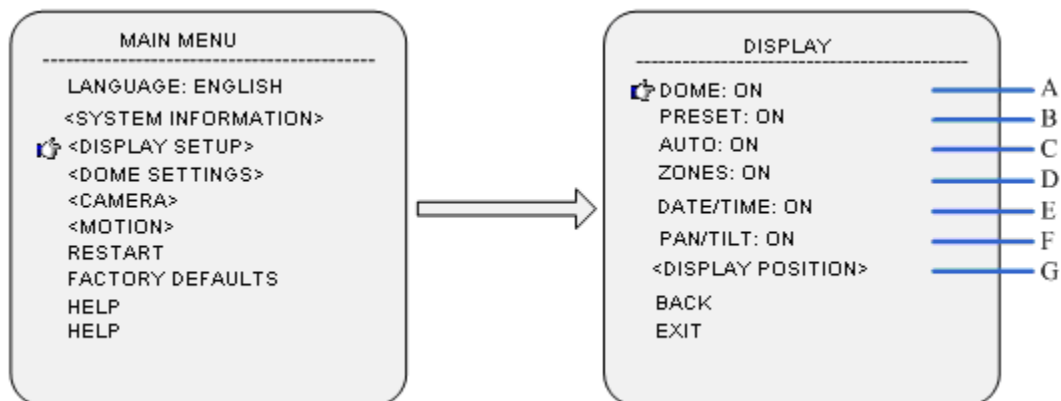 MAIN MENU
LANGUAGE: ENGLISH
<SYSTEM INFORMATION>
<DISPLAY SETUP>
<DOME SETTINGS>
<CAMERA>
<MOTION>
RESTART
FACTORY DEFAULTS
HELP
HELP
DISPLAY
DOME: ON A
PRESET: ON B
AUTO: ON C
ZONES: ON D
DATE/TIME: ON E
PAN/TILT: ON F
<DISPLAY POSITION> G
BACK
EXIT